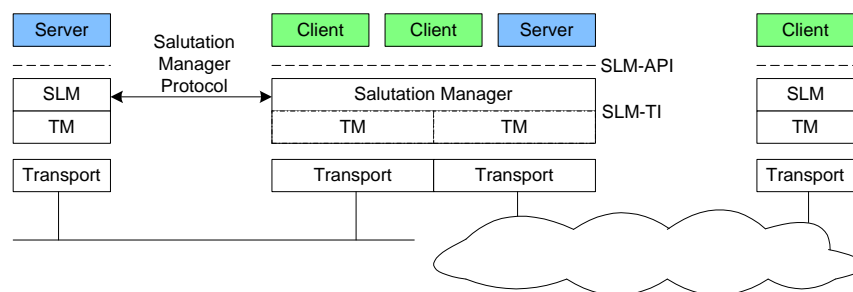 Server
Client
Client
Server
Client
Salutation
Manager
Protocol
SLM-API
SLM
Salutation Manager
SLM
SLM-TI
TM
TM
TM
TM
Transport
Transport
Transport
Transport